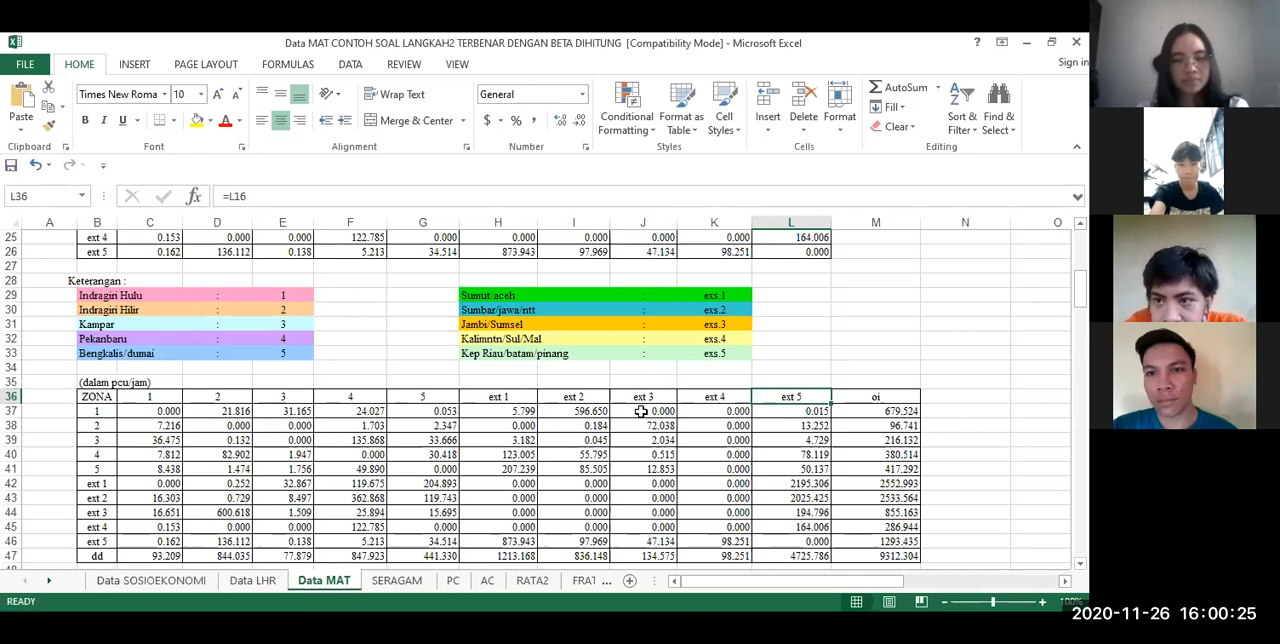 Data MAT CONTOH SOAL LANGKAH2 TERBENAR DENGAN BETA DIHITUNG [Compatibility Mode] - Microsoft Excel
FILE HOME INSERT PAGE LAYOUT FORMULAS DATA REVIEW VIEW Sign in
Paste Times New Roma 10 Wrap Text General Conditional Formatting Format as Table Cell Styles Insert Delete Format AutoSum Fill Clear Sort & Filter Find & Select
B I U Merge & Center $ % ,
Clipboard Font Alignment Number Styles Cells Editing
L36 fx =L16
A B C D E F G H I J K L M N O
25 ext 4 0.153 0.000 0.000 122.785 0.000 0.000 0.000 0.000 0.000 164.006
26 ext 5 0.162 136.112 0.138 5.213 34.514 873.943 97.969 47.134 98.251 0.000
27
28 Keterangan :
29 Indragiri Hulu : 1 Sumut/aceh : exs.1
30 Indragiri Hilir : 2 Sumbar/jawa/ntt : exs.2
31 Kampar : 3 Jambi/Sumsel : exs.3
32 Pekanbaru : 4 Kalimntn/Sul/Mal : exs.4
33 Bengkalis/dumai : 5 Kep Riau/batam/pinang : exs.5
34
35 (dalam pcu/jam)
36 ZONA 1 2 3 4 5 ext 1 ext 2 ext 3 ext 4 ext 5 oi
37 1 0.000 21.816 31.165 24.027 0.053 5.799 596.650 0.000 0.000 0.015 679.524
38 2 7.216 0.000 0.000 1.703 2.347 0.000 0.184 72.038 0.000 13.252 96.741
39 3 36.475 0.132 0.000 135.868 33.666 3.182 0.045 2.034 0.000 4.729 216.132
40 4 7.812 82.902 1.947 0.000 30.418 123.005 55.795 0.515 0.000 78.119 380.514
41 5 8.438 1.474 1.756 49.890 0.000 207.239 85.505 12.853 0.000 50.137 417.292
42 ext 1 0.000 0.252 32.867 119.675 204.893 0.000 0.000 0.000 0.000 2195.306 2552.993
43 ext 2 16.303 0.729 8.497 362.868 119.743 0.000 0.000 0.000 0.000 2025.425 2533.564
44 ext 3 16.651 600.618 1.509 25.894 15.695 0.000 0.000 0.000 0.000 194.796 855.163
45 ext 4 0.153 0.000 0.000 122.785 0.000 0.000 0.000 0.000 0.000 164.006 286.944
46 ext 5 0.162 136.112 0.138 5.213 34.514 873.943 97.969 47.134 98.251 0.000 1293.435
47 dd 93.209 844.035 77.879 847.923 441.330 1213.168 836.148 134.575 98.251 4725.786 9312.304
Data SOSIOEKONOMI Data LHR Data MAT SERAGAM PC AC RATA2 FRAT ...
READY 100%
2020-11-26 16:00:25